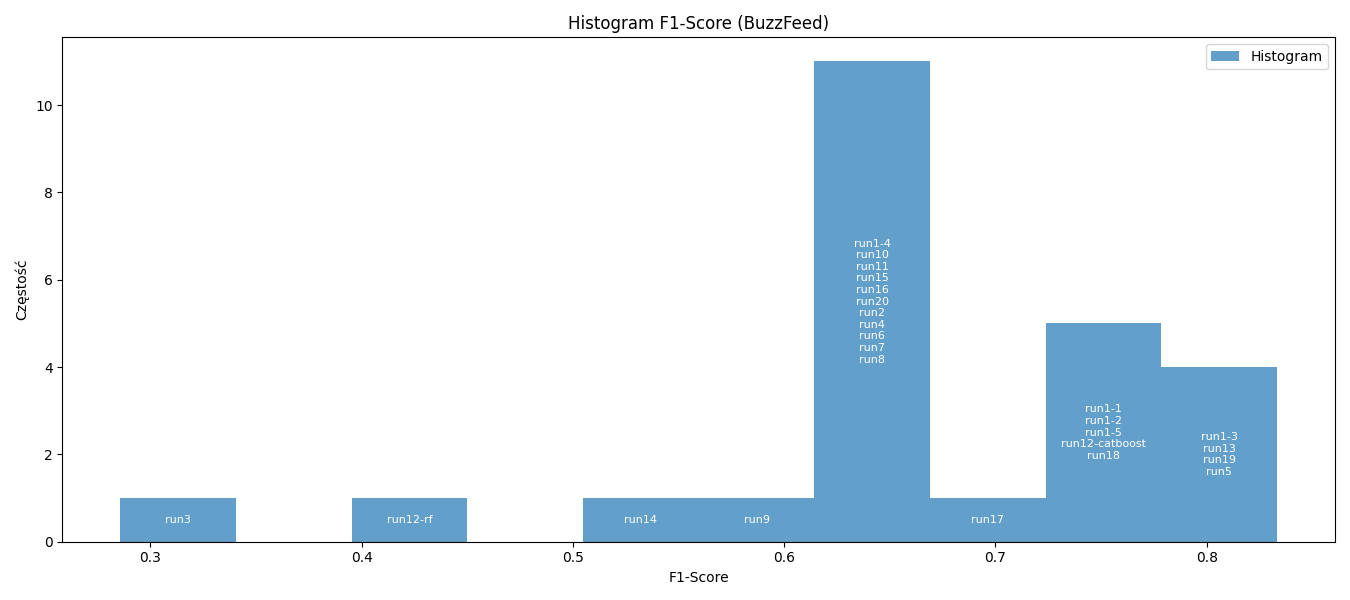 Histogram F1-Score (BuzzFeed)
Histogram
Częstość
10
8
6
4
2
0
run3
run12-rf
run14
run9
run1-4
run10
run11
run15
run16
run20
run2
run4
run6
run7
run8
run17
run1-1
run1-2
run1-5
run12-catboost
run18
run1-3
run13
run19
run5
0.3
0.4
0.5
0.6
0.7
0.8
F1-Score